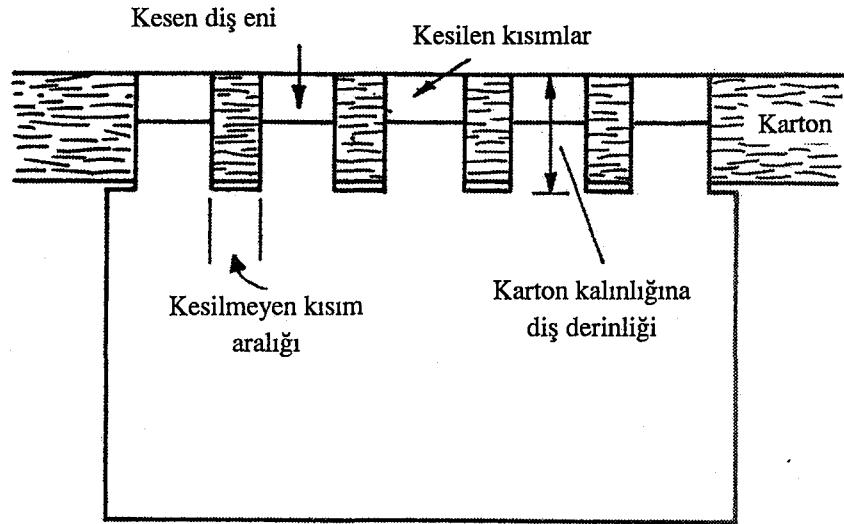 Kesen diş eni
Kesilen kısımlar
Karton
Kesilmeyen kısım
aralığı
Karton kalınlığına
diş derinliği